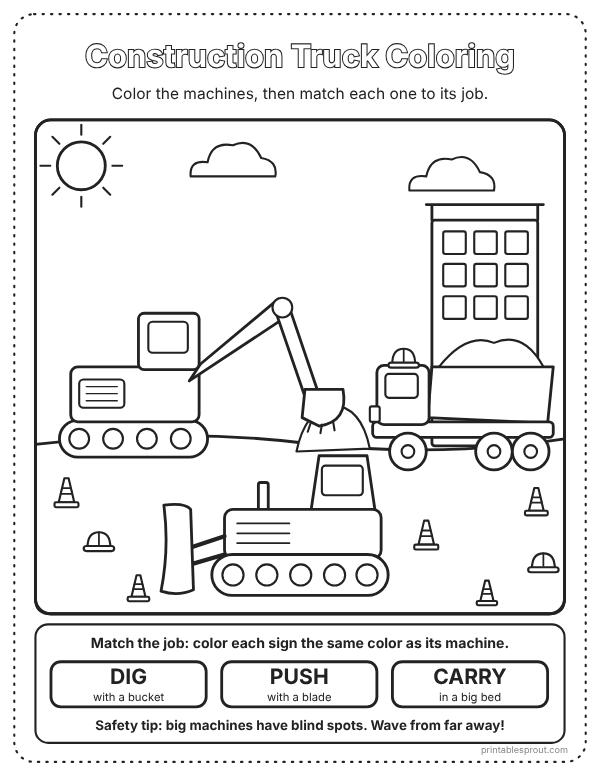 Construction Truck Coloring
Color the machines, then match each one to its job.
Match the job: color each sign the same color as its machine.
DIG
with a bucket
PUSH
with a blade
CARRY
in a big bed
Safety tip: big machines have blind spots. Wave from far away!
printablesprout.com